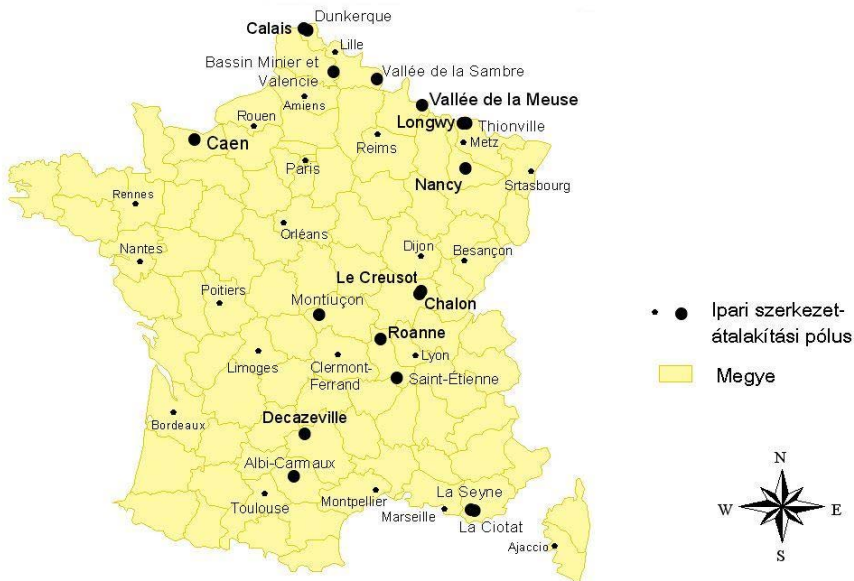 Dunkerque
Calais
Lille
Bassin Minier et
Valencie
Vallée de la Sambre
Amiens
Vallée de la Meuse
Rouen
Longwy
Thionville
Caen
Reims
Metz
Paris
Nancy
Srtasbourg
Rennes
Orléans
Nantes
Dijon
Besançon
Le Creusot
Chalon
Poitiers
Montluçon
Roanne
Ipari szerkezet-
átalakítási pólus
Lyon
Limoges
Clermont-
Ferrand
Saint-Étienne
Megye
Bordeaux
Decazeville
Albi-Carmaux
Toulouse
Montpellier
Marseille
La Seyne
La Ciotat
Ajaccio
N
W
E
S